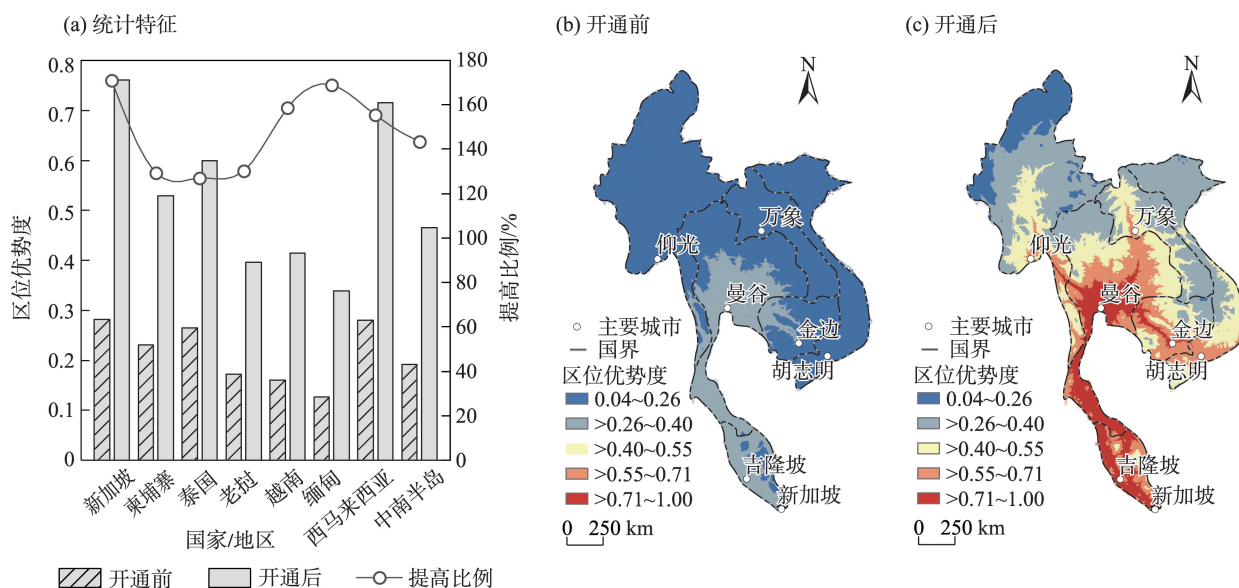 (a) 统计特征
区位优势度
0.8
0.7
0.6
0.5
0.4
0.3
0.2
0.1
0
180
160
140
120
100
80
60
40
20
0
提高比例/%
新加坡
柬埔寨
泰国
老挝
越南
缅甸
西马来西亚
中南半岛
国家/地区
开通前
开通后
提高比例
(b) 开通前
N
万象
仰光
曼谷
金边
胡志明
吉隆坡
新加坡
主要城市
国界
区位优势度
0.04~0.26
>0.26~0.40
>0.40~0.55
>0.55~0.71
>0.71~1.00
0 250 km
(c) 开通后
N
万象
仰光
曼谷
金边
胡志明
吉隆坡
新加坡
主要城市
国界
区位优势度
0.04~0.26
>0.26~0.40
>0.40~0.55
>0.55~0.71
>0.71~1.00
0 250 km